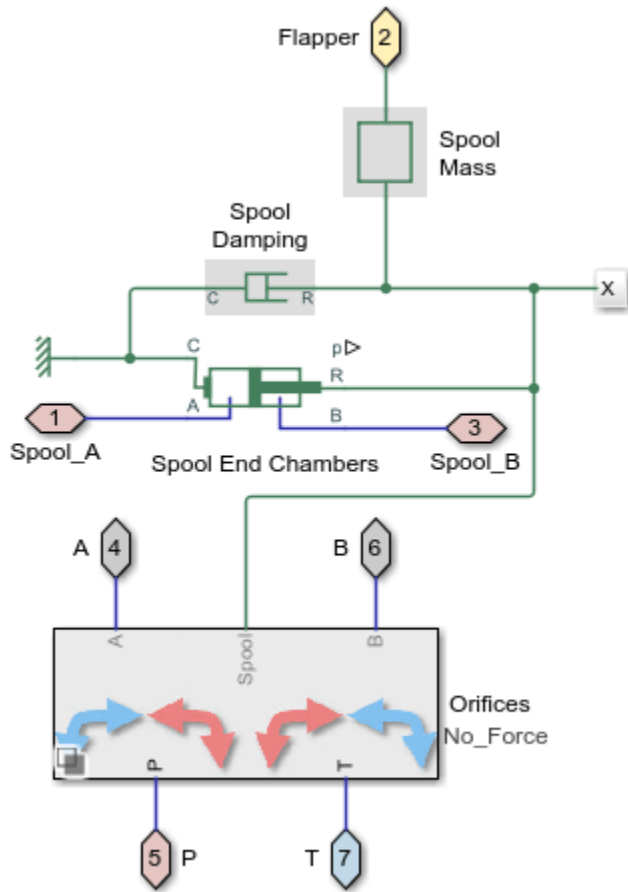 Flapper
2
Spool
Mass
Spool
Damping
C
R
X
C
p
R
A
B
1
3
Spool_A
Spool End Chambers
Spool_B
A
4
B
6
A
Spool
B
Orifices
No_Force
P
T
5
P
T
7